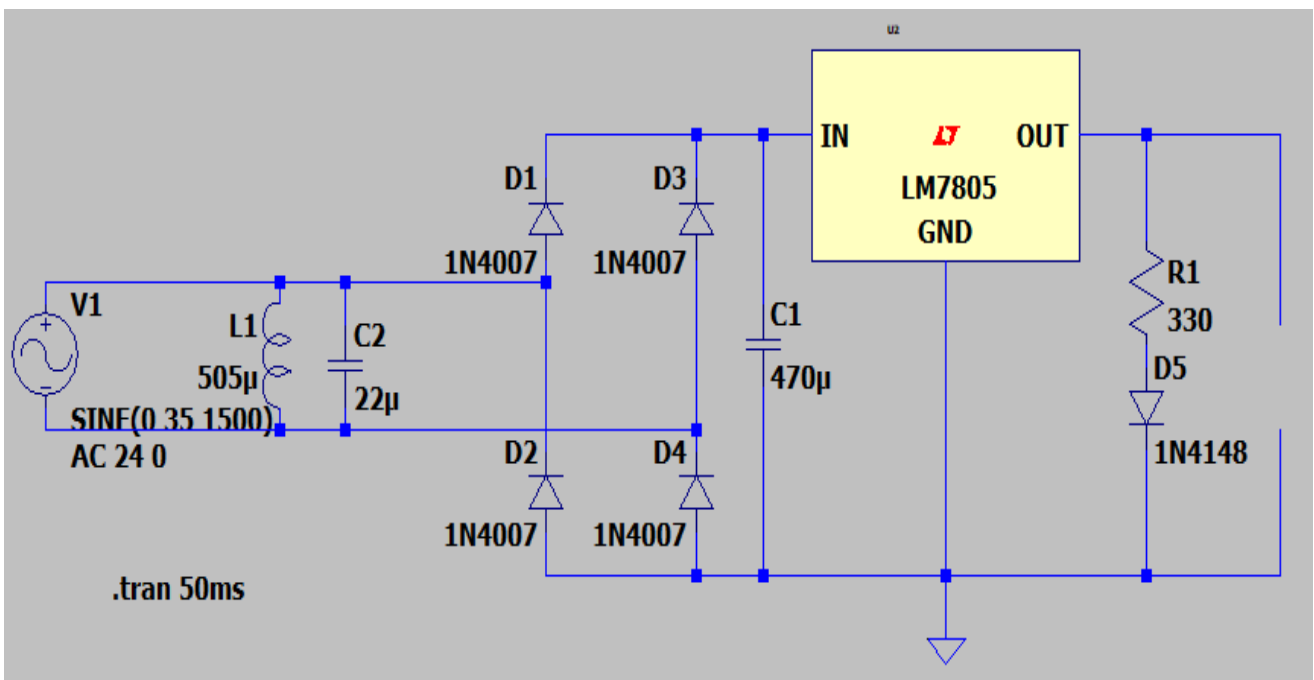 U2
IN
OUT
LM7805
GND
D1
1N4007
D3
1N4007
V1
L1
505µ
C2
22µ
SINE(0 35 1500)
AC 24 0
C1
470µ
R1
330
D5
1N4148
D2
1N4007
D4
1N4007
.tran 50ms